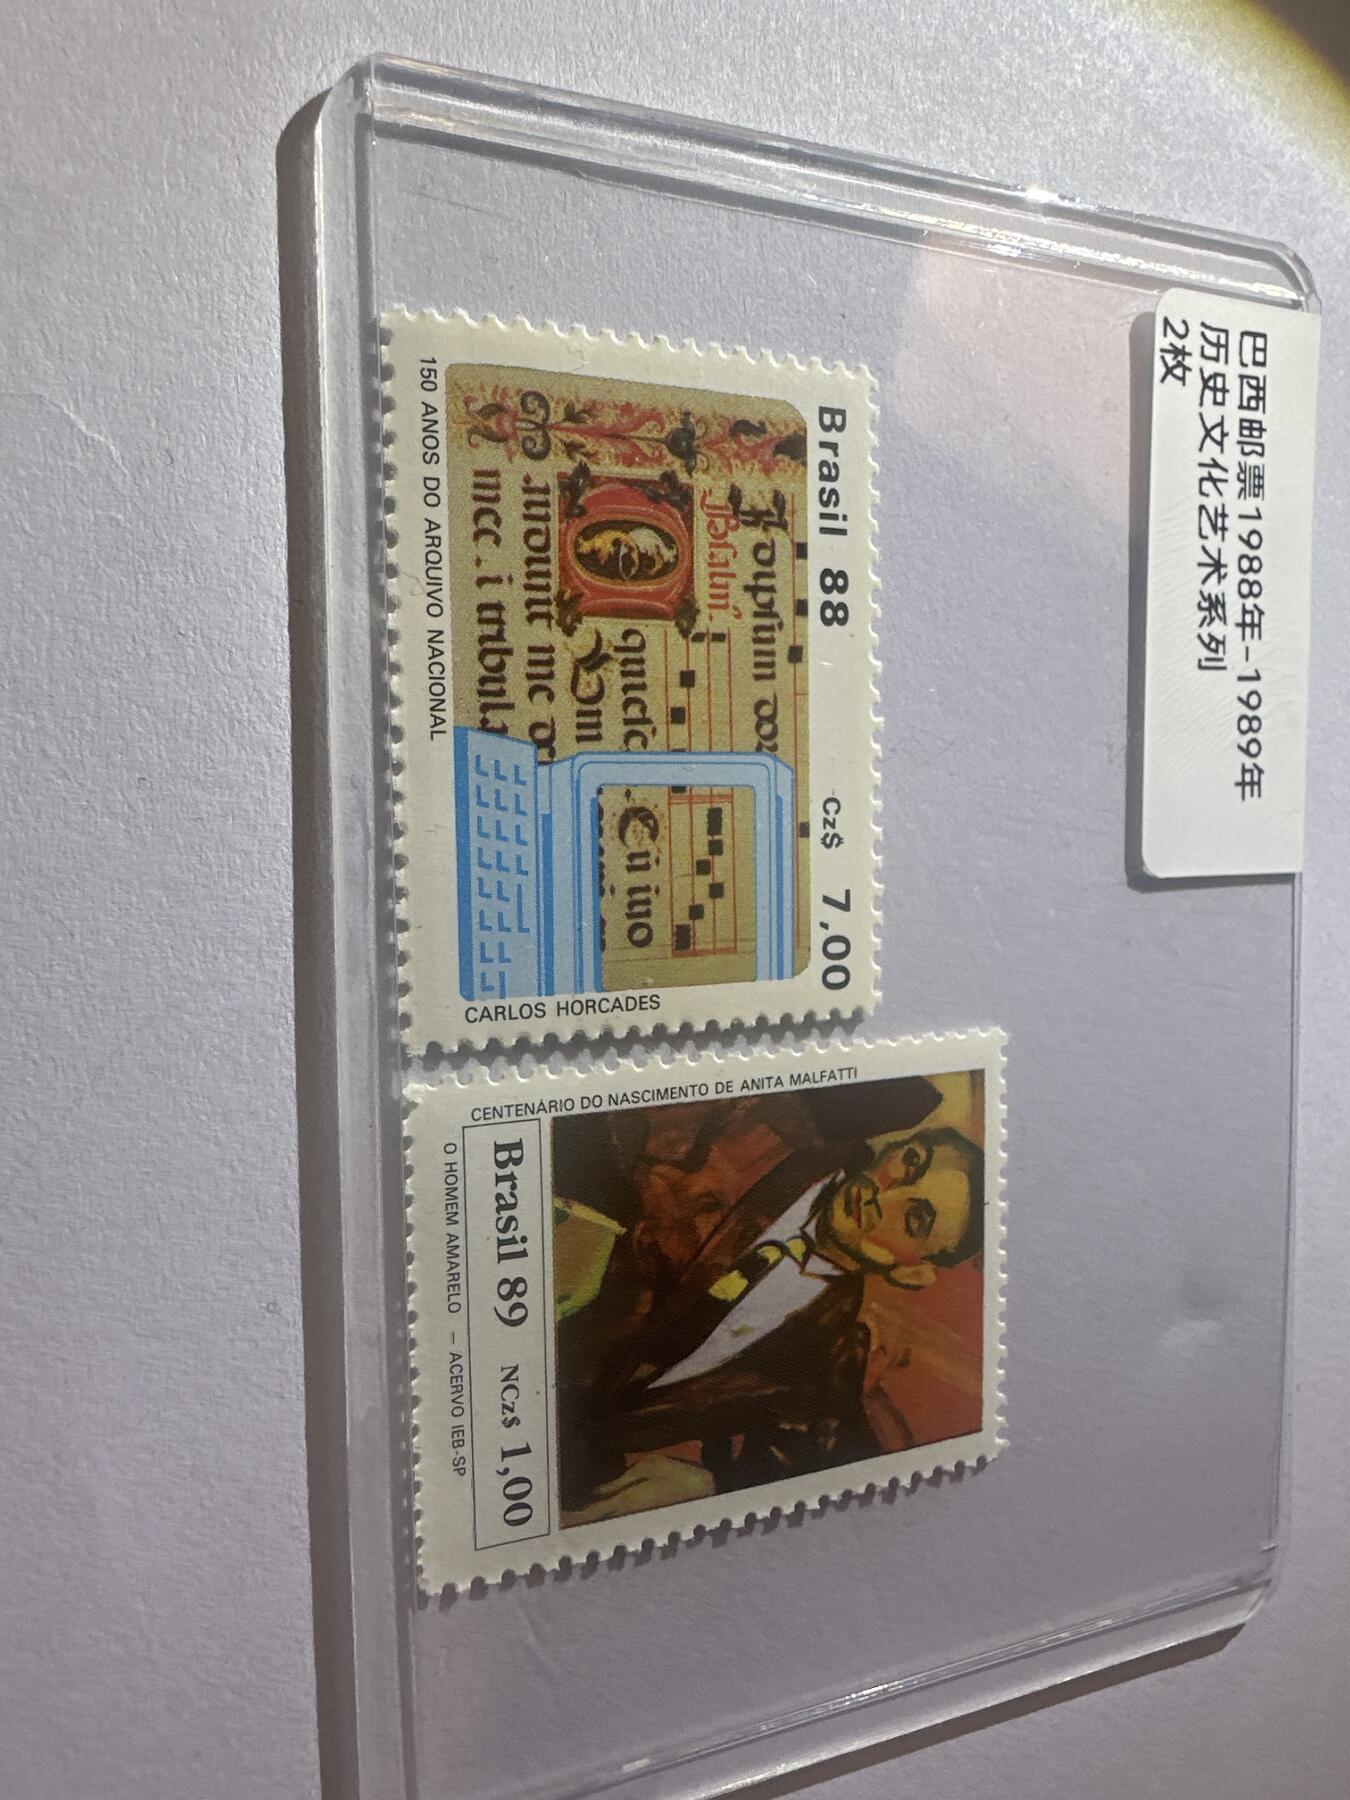 巴西邮票1988年-1989年
历史文化艺术系列
2枚
Brasil 88 Cz$ 7,00
150 ANOS DO ARQUIVO NACIONAL
CARLOS HORCADES
CENTENÁRIO DO NASCIMENTO DE ANITA MALFATTI
Brasil 89 NCz$ 1,00
O HOMEM AMARELO – ACERVO IEB-SP